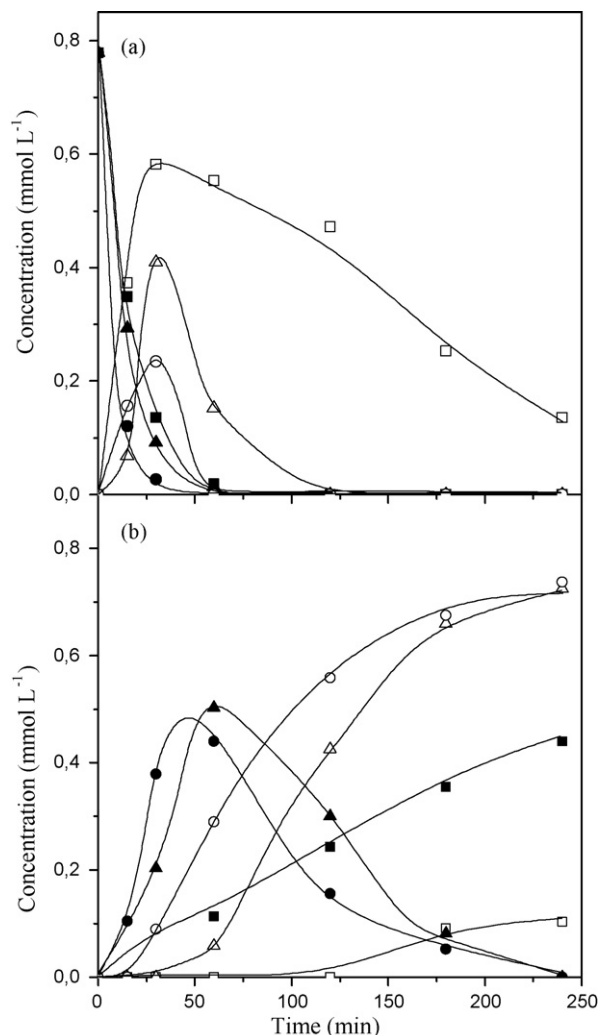 0,8
(a)
0,6
0,4
0,2
0,0
Concentration (mmol L⁻¹)
(b)
0,8
0,6
0,4
0,2
0,0
Concentration (mmol L⁻¹)
0 50 100 150 200 250
Time (min)